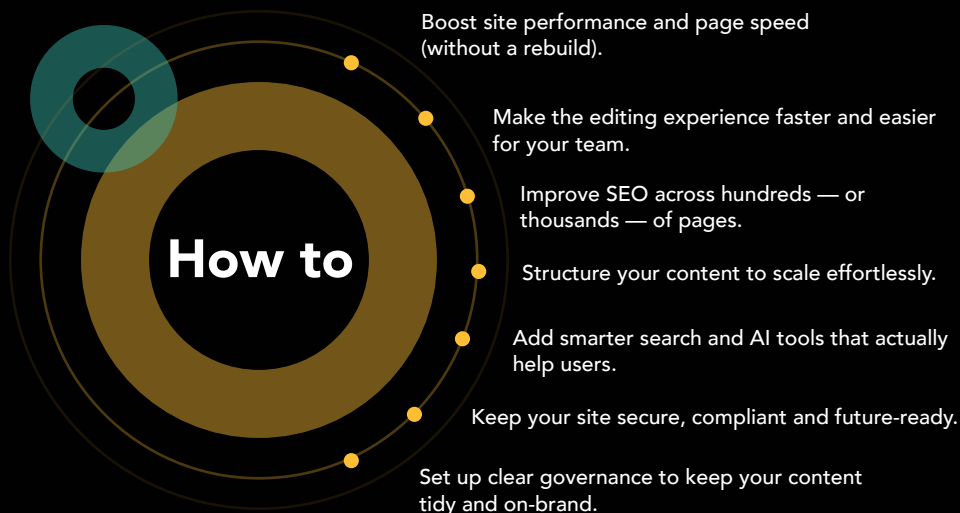 Boost site performance and page speed
(without a rebuild).
Make the editing experience faster and easier
for your team.
Improve SEO across hundreds — or
thousands — of pages.
How to
Structure your content to scale effortlessly.
Add smarter search and AI tools that actually
help users.
Keep your site secure, compliant and future-ready.
Set up clear governance to keep your content
tidy and on-brand.